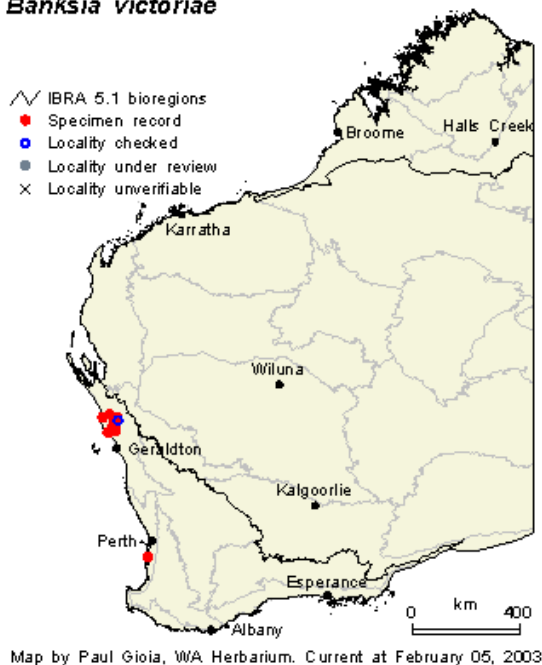 Banksia victoriae
IBRA 5.1 bioregions
Specimen record
Locality checked
Locality under review
Locality unverifiable
Broome
Halls Creek
Karratha
Wiluna
Geraldton
Kalgoorlie
Perth
Esperance
Albany
0 km 400
Map by Paul Gioia, WA Herbarium. Current at February 05, 2003